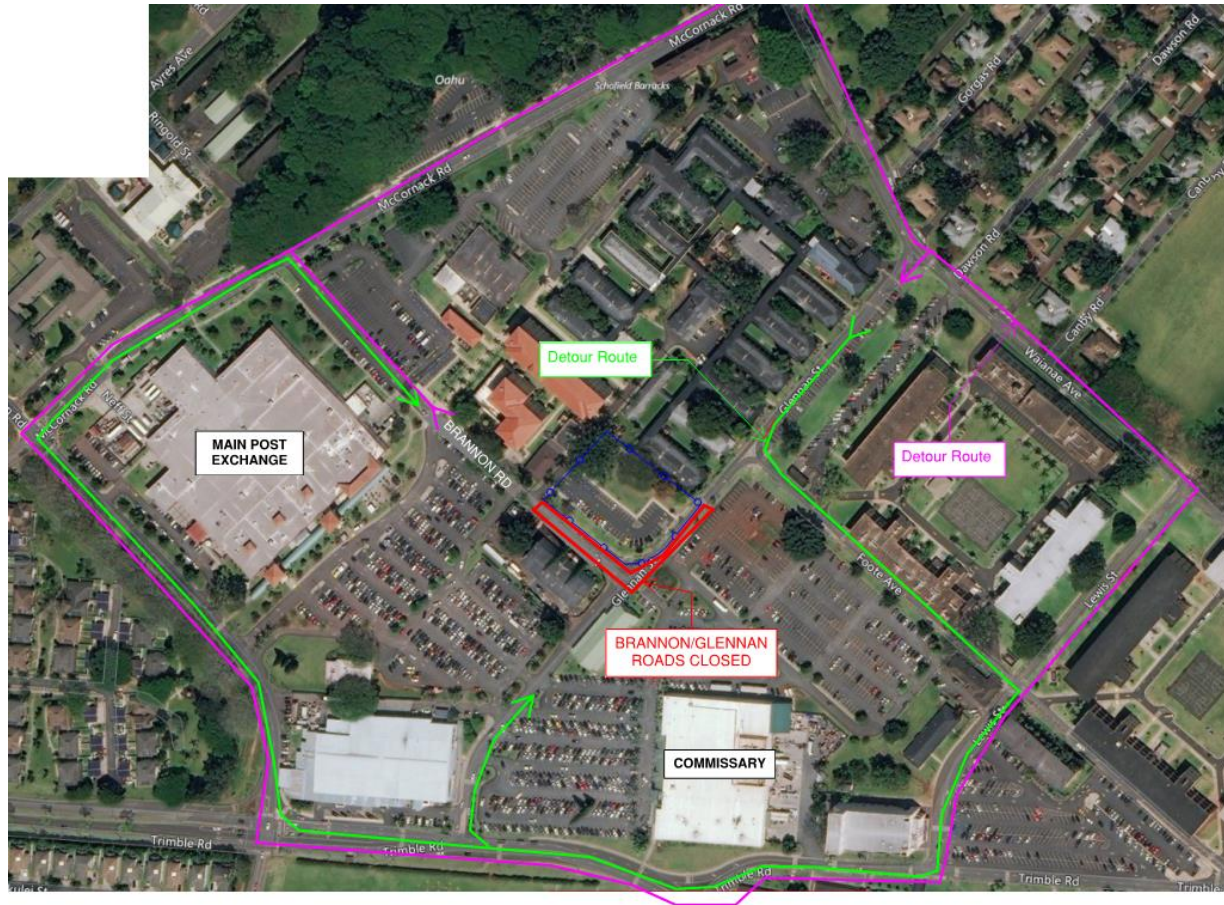 McCornack Rd
Dawson Rd
Ayres Ave
Gorgas Rd
Oahu
Schofield Barracks
Ringold St
McCornack Rd
Dawson Rd
Canby Rd
Waianae Ave
Detour Route
Glennan St
McCornack Rd
Neff St
MAIN POST
EXCHANGE
BRANNON RD
Detour Route
Foote Ave
Lewis St
Glennan S
BRANNON/GLENNAN
ROADS CLOSED
Lewis St
COMMISSARY
Trimble Rd
Trimble Rd
Trimble Rd
Trimble Rd
Trimble